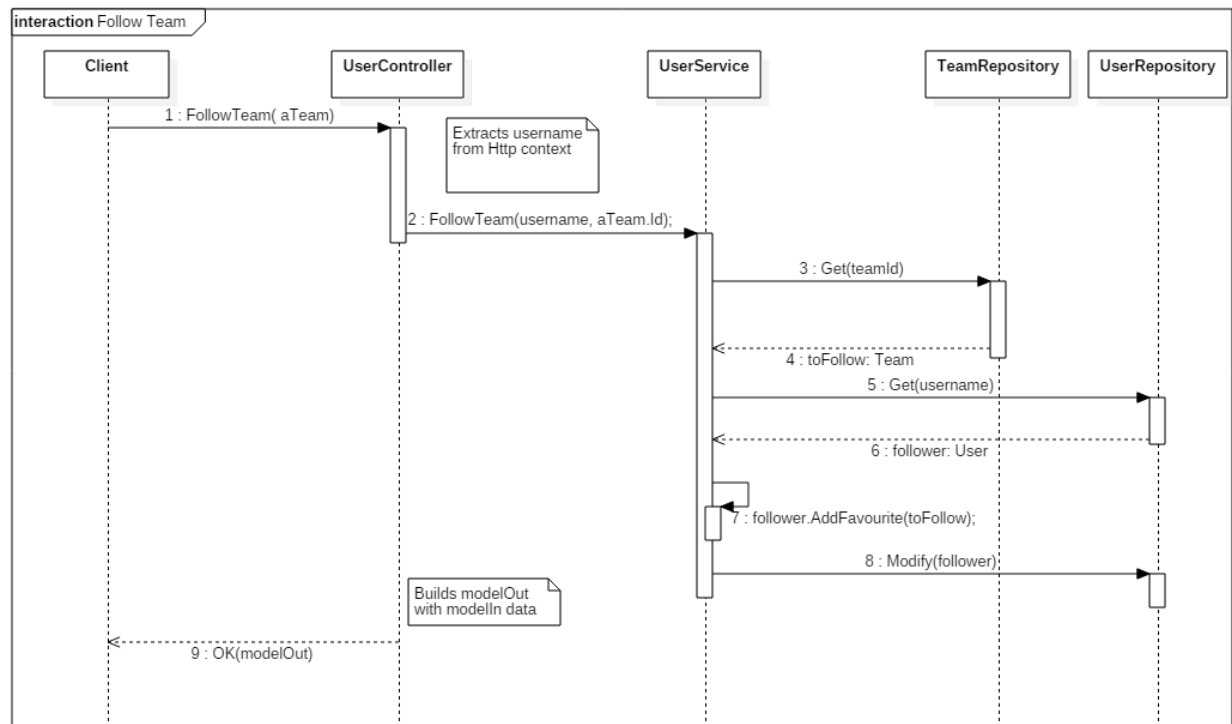 interaction Follow Team
Client
UserController
UserService
TeamRepository
UserRepository
1 : FollowTeam( aTeam)
Extracts username
from Http context
2 : FollowTeam(username, aTeam.Id);
3 : Get(teamId)
4 : toFollow: Team
5 : Get(username)
6 : follower: User
7 : follower.AddFavourite(toFollow);
8 : Modify(follower)
Builds modelOut
with modelIn data
9 : OK(modelOut)